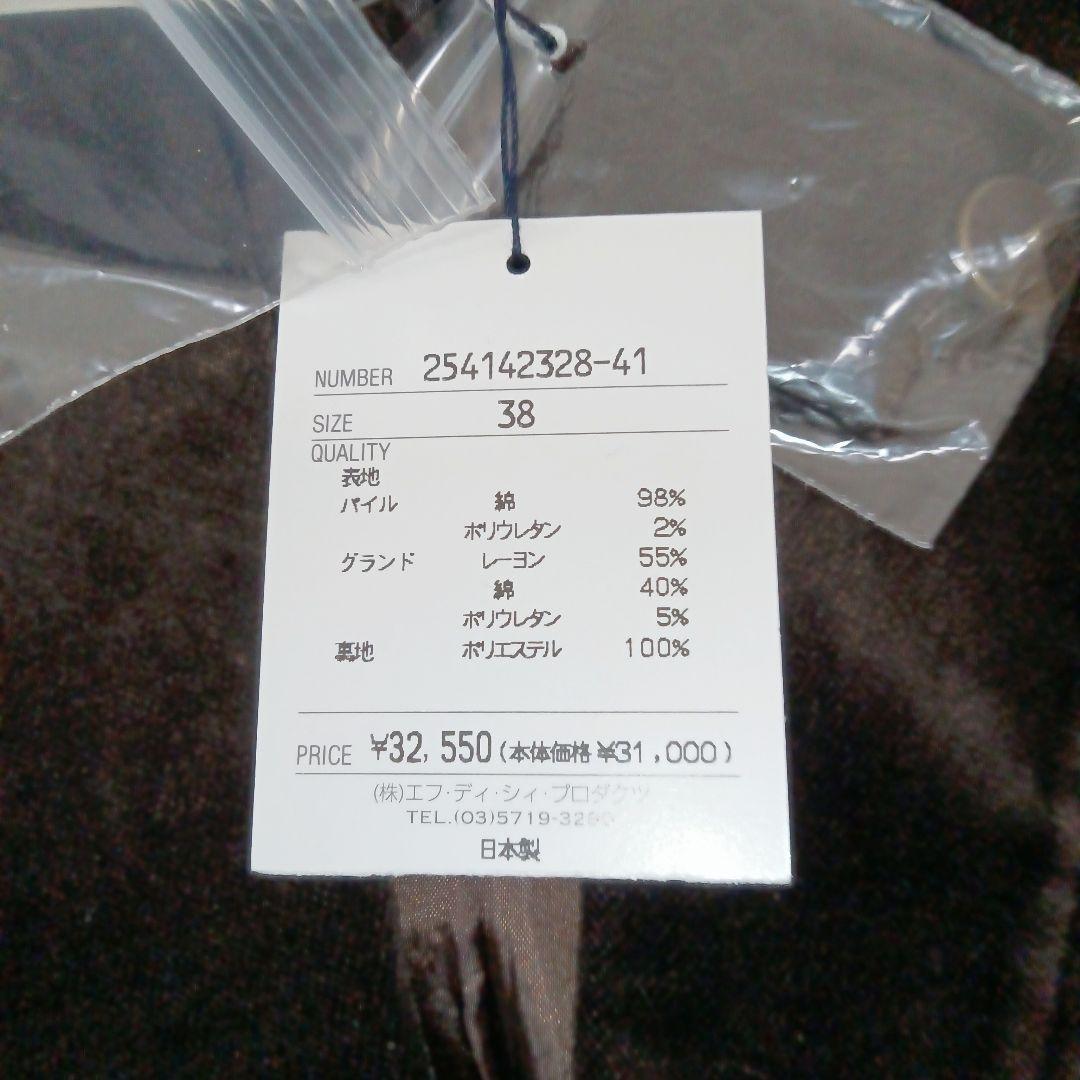 NUMBER 254142328-41
SIZE 38
QUALITY
表地
パイル 綿 98%
ポリウレタン 2%
グランド レーヨン 55%
綿 40%
ポリウレタン 5%
裏地 ポリエステル 100%
PRICE ¥32,550(本体価格 ¥31,000)
(株)エフ・ディ・シィ・プロダクツ
TEL.(03)
日本製